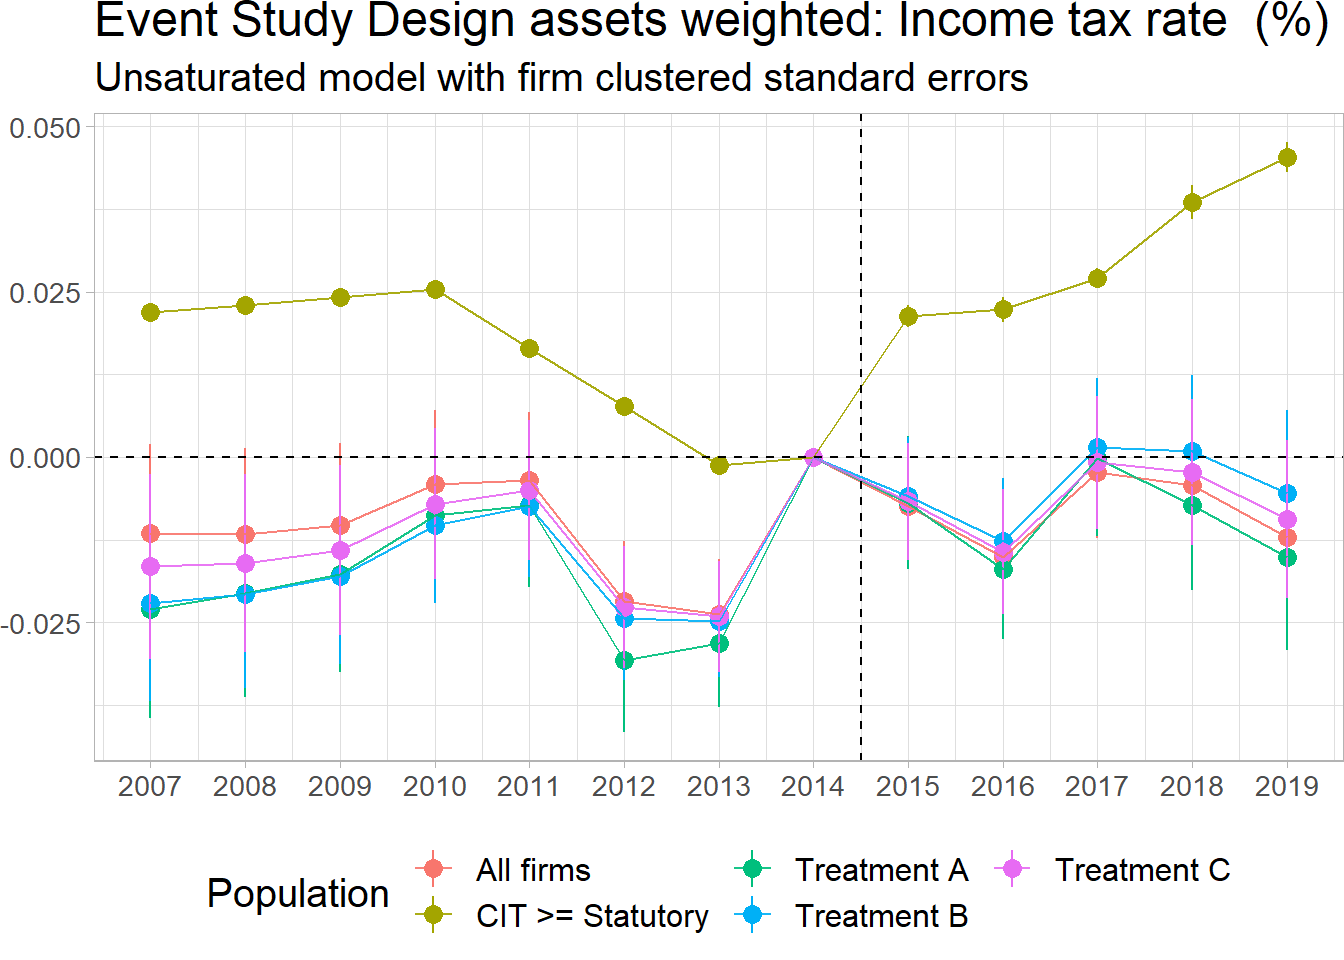 Event Study Design assets weighted: Income tax rate  (%)
Unsaturated model with firm clustered standard errors
0.050
0.025
0.000
-0.025
2007 2008 2009 2010 2011 2012 2013 2014 2015 2016 2017 2018 2019
Population
All firms
CIT >= Statutory
Treatment A
Treatment B
Treatment C